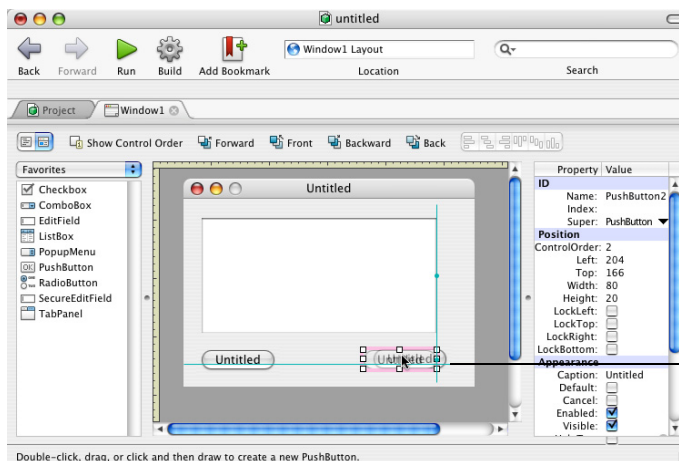 untitled
Back Forward Run Build Add Bookmark
Window1 Layout
Location
Q
Search
Project Window1
Show Control Order Forward Front Backward Back
Favorites
Checkbox
ComboBox
EditField
ListBox
PopupMenu
OK PushButton
RadioButton
SecureEditField
TabPanel
Untitled
Untitled
Untitled
Property Value
ID
Name: PushButton2
Index:
Super: PushButton
Position
ControlOrder: 2
Left: 204
Top: 166
Width: 80
Height: 20
LockLeft:
LockTop:
LockRight:
LockBottom:
Appearance
Caption: Untitled
Default:
Cancel:
Enabled:
Visible:
Double-click, drag, or click and then draw to create a new PushButton.